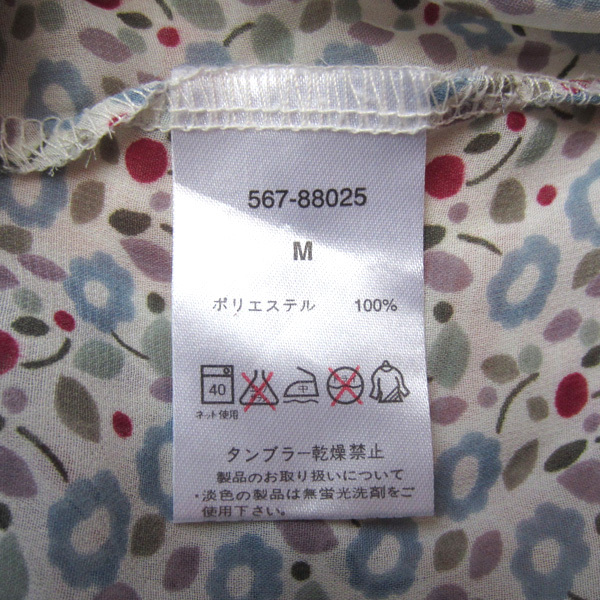 567-88025
M
ポリエステル 100%
40 中
ネット使用
タンブラー乾燥禁止
製品のお取り扱いについて
・淡色の製品は無蛍光洗剤をご
使用下さい。